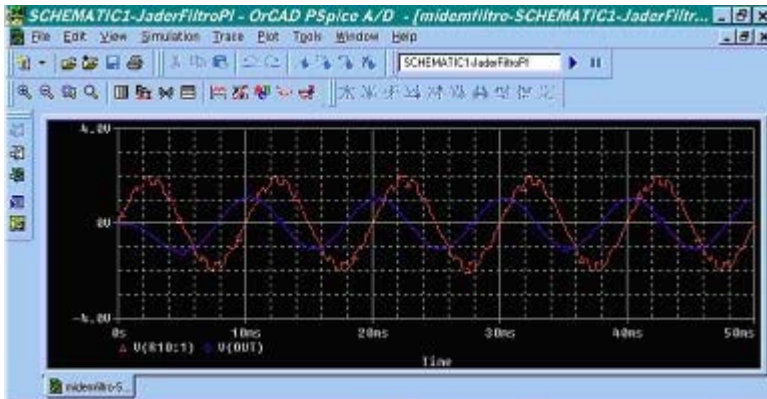 SCHEMATIC1-JaderFiltroPI - OrCAD PSpice A/D - [midemfiltro-SCHEMATIC1-JaderFiltr...
File Edit View Simulation Trace Plot Tools Window Help
SCHEMATIC1-JaderFiltroPI
4.0V
0V
-4.0V
0s 10ms 20ms 30ms 40ms 50ms
V(R10:1) V(OUT)
Time
midemfiltro-S...